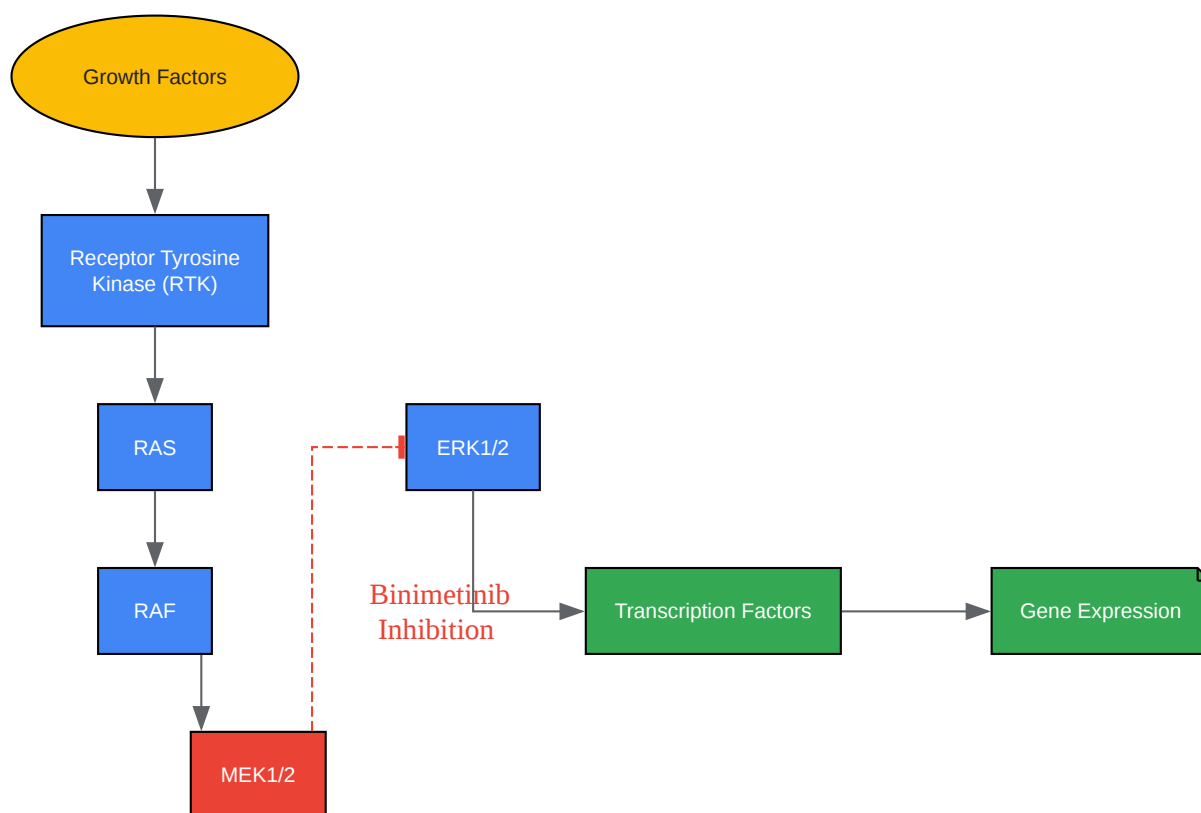 Growth Factors
Receptor Tyrosine
Kinase (RTK)
RAS
ERK1/2
RAF
Binimetinib
Inhibition
Transcription Factors
Gene Expression
MEK1/2